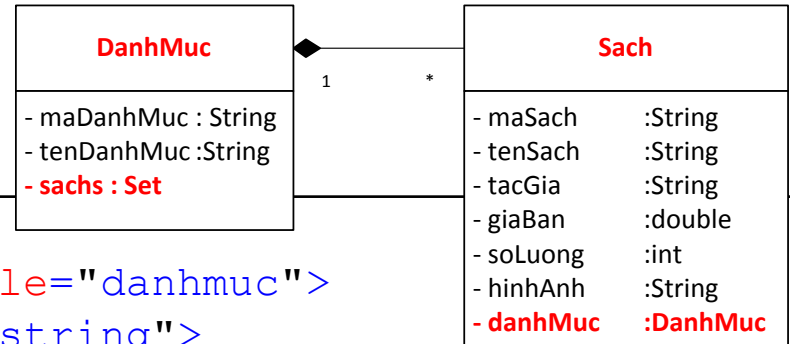 DanhMuc
1
*
- maDanhMuc : String
- tenDanhMuc :String
- sachs : Set
Sach
- maSach :String
- tenSach :String
- tacGia :String
- giaBan :double
- soLuong :int
- hinhAnh :String
- danhMuc :DanhMuc
le="danhmuc">
string">